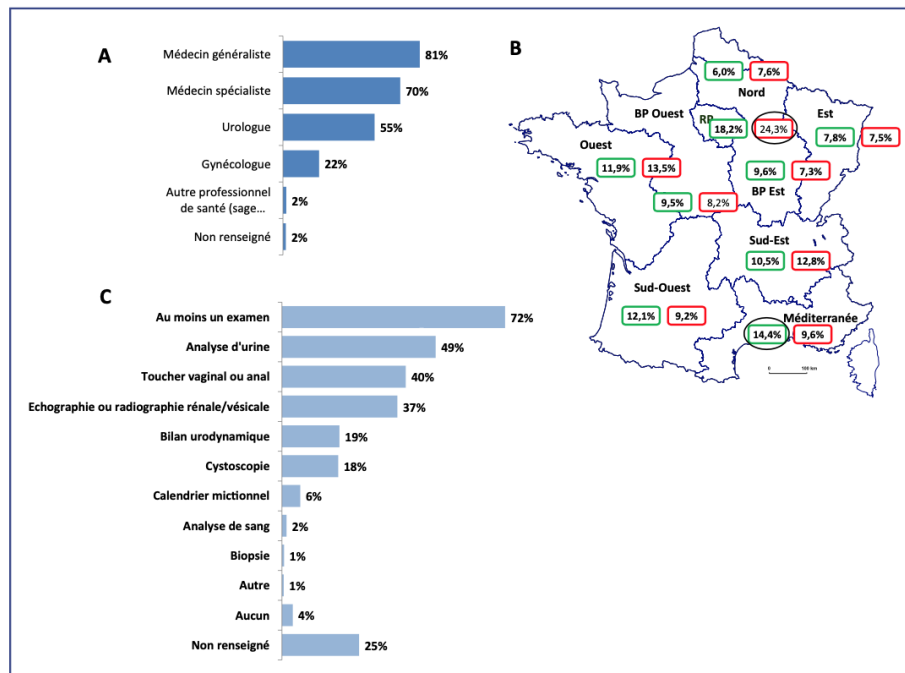 A
Médecin généraliste
81%
Médecin spécialiste
70%
Urologue
55%
Gynécologue
22%
Autre professionnel
de santé (sage...
2%
Non renseigné
2%
B
6,0% 7,6%
Nord
BP Ouest
RP
18,2% 24,3%
Est
7,8% 7,5%
Ouest
11,9% 13,5%
9,6% 7,3%
BP Est
9,5% 8,2%
Sud-Est
10,5% 12,8%
Sud-Ouest
12,1% 9,2%
Méditerranée
14,4% 9,6%
0 100 km
C
Au moins un examen
72%
Analyse d'urine
49%
Toucher vaginal ou anal
40%
Echographie ou radiographie rénale/vésicale
37%
Bilan urodynamique
19%
Cystoscopie
18%
Calendrier mictionnel
6%
Analyse de sang
2%
Biopsie
1%
Autre
1%
Aucun
4%
Non renseigné
25%